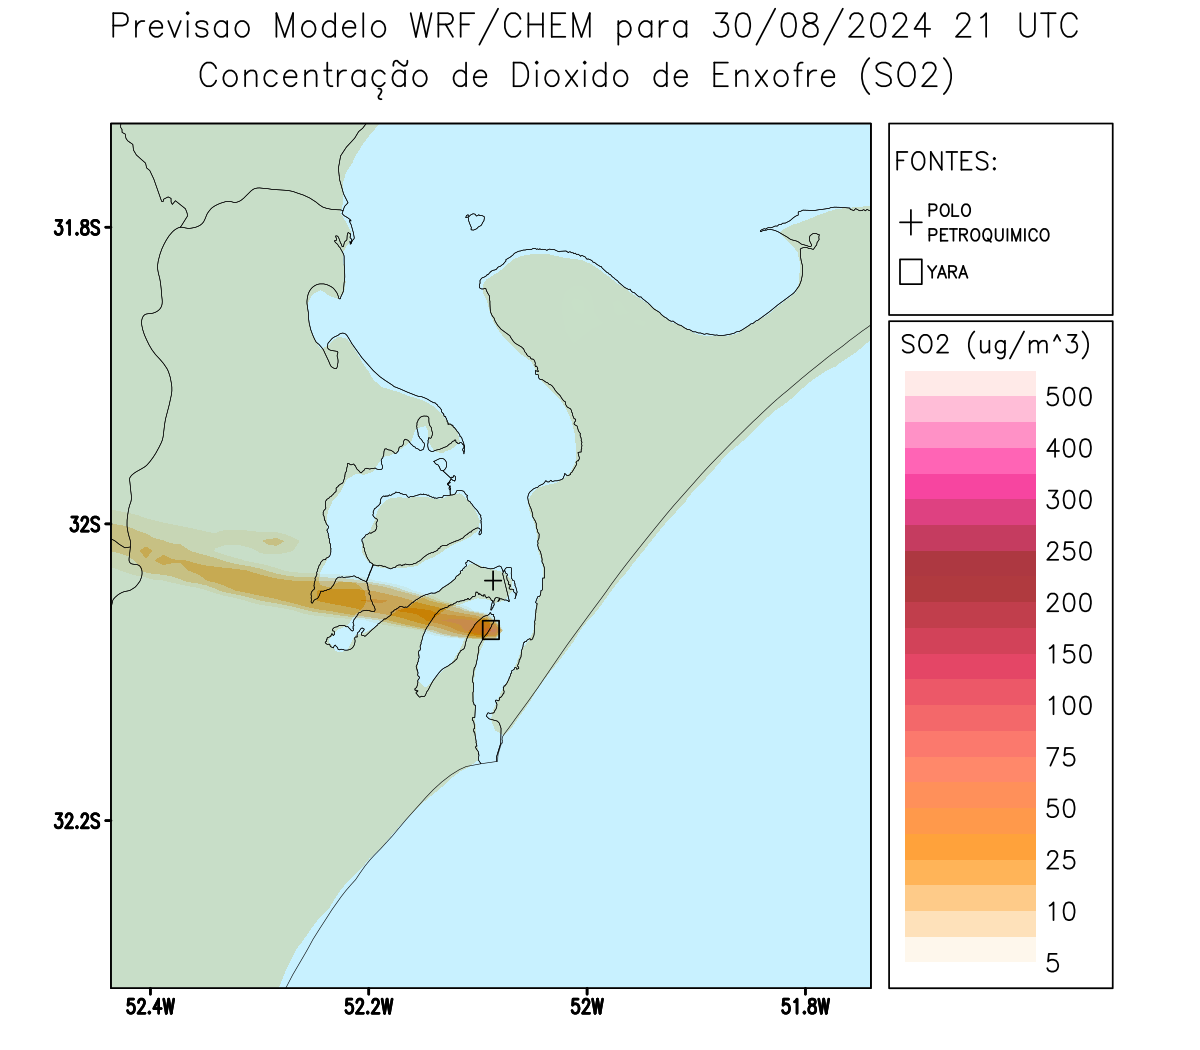 Previsao Modelo WRF/CHEM para 30/08/2024 21 UTC
Concentração de Dioxido de Enxofre (SO2)
FONTES:
POLO
PETROQUIMICO
YARA
SO2 (ug/m^3)
500
400
300
250
200
150
100
75
50
25
10
5
31.8S
32S
32.2S
52.4W
52.2W
52W
51.8W